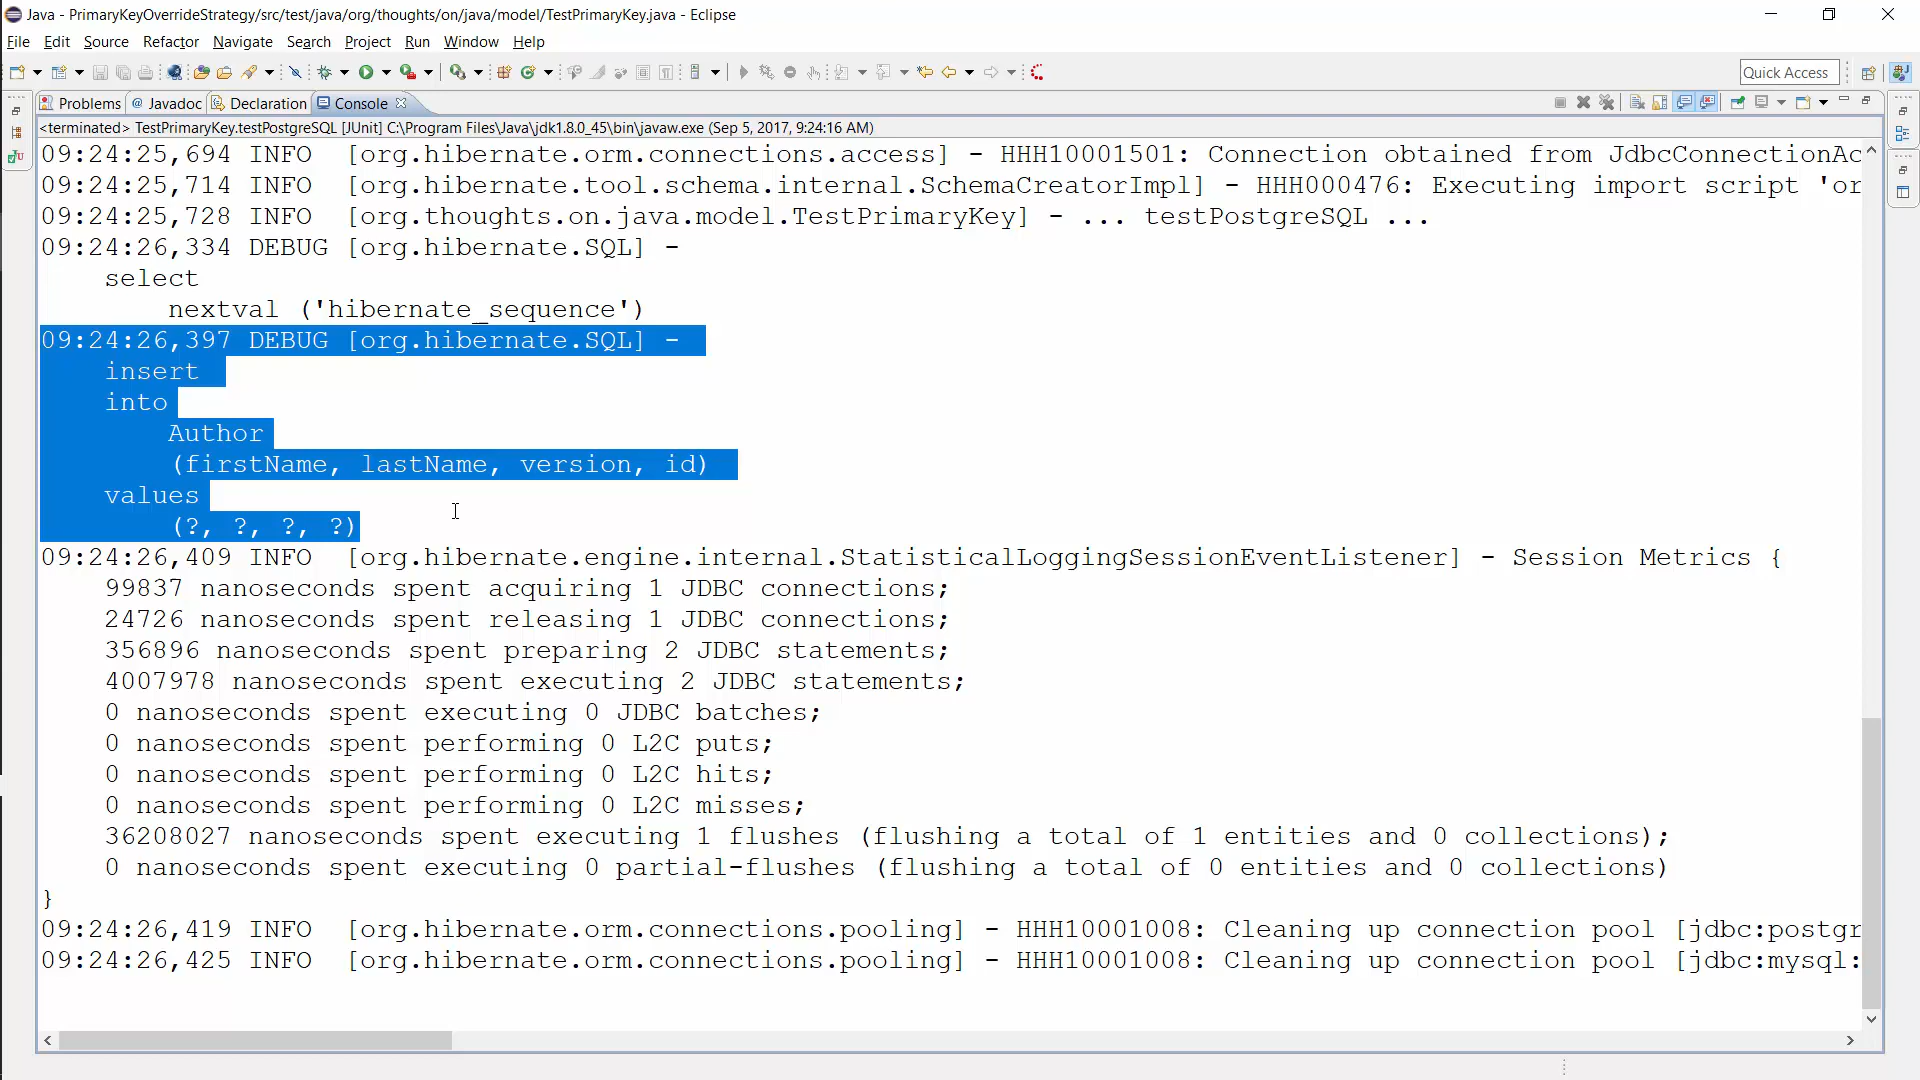 Java - PrimaryKeyOverrideStrategy/src/test/java/org/thoughts/on/java/model/TestPrimaryKey.java - Eclipse
File Edit Source Refactor Navigate Search Project Run Window Help
Quick Access
Problems @ Javadoc Declaration Console
<terminated> TestPrimaryKey.testPostgreSQL [JUnit] C:\Program Files\Java\jdk1.8.0_45\bin\javaw.exe (Sep 5, 2017, 9:24:16 AM)
09:24:25,694 INFO  [org.hibernate.orm.connections.access] - HHH10001501: Connection obtained from JdbcConnectionAc
09:24:25,714 INFO  [org.hibernate.tool.schema.internal.SchemaCreatorImpl] - HHH000476: Executing import script 'or
09:24:25,728 INFO  [org.thoughts.on.java.model.TestPrimaryKey] - ... testPostgreSQL ...
09:24:26,334 DEBUG [org.hibernate.SQL] -
select
nextval ('hibernate_sequence')
09:24:26,397 DEBUG [org.hibernate.SQL] -
insert
into
Author
(firstName, lastName, version, id)
values
(?, ?, ?, ?)
09:24:26,409 INFO  [org.hibernate.engine.internal.StatisticalLoggingSessionEventListener] - Session Metrics {
99837 nanoseconds spent acquiring 1 JDBC connections;
24726 nanoseconds spent releasing 1 JDBC connections;
356896 nanoseconds spent preparing 2 JDBC statements;
4007978 nanoseconds spent executing 2 JDBC statements;
0 nanoseconds spent executing 0 JDBC batches;
0 nanoseconds spent performing 0 L2C puts;
0 nanoseconds spent performing 0 L2C hits;
0 nanoseconds spent performing 0 L2C misses;
36208027 nanoseconds spent executing 1 flushes (flushing a total of 1 entities and 0 collections);
0 nanoseconds spent executing 0 partial-flushes (flushing a total of 0 entities and 0 collections)
}
09:24:26,419 INFO  [org.hibernate.orm.connections.pooling] - HHH10001008: Cleaning up connection pool [jdbc:postgr
09:24:26,425 INFO  [org.hibernate.orm.connections.pooling] - HHH10001008: Cleaning up connection pool [jdbc:mysql: